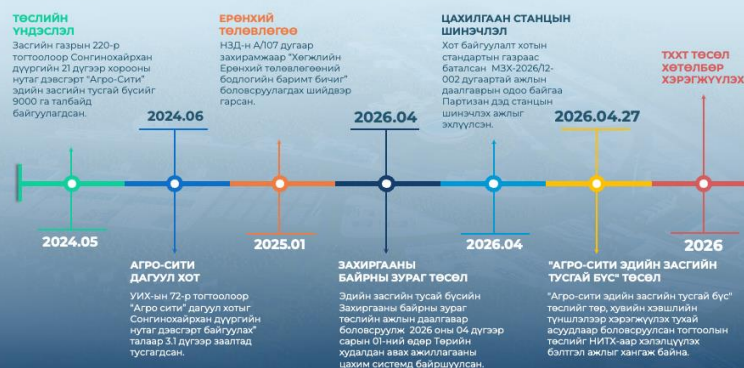 ТӨСЛИЙН
ҮНДЭСЛЭЛ
Засгийн газрын 220-р
тогтоолоор Сонгинохайрхан
дүүргийн 21 дүгээр хорооны
нутаг дэвсгэрт "Агро-Сити"
эдийн засгийн тусгай бүсийг
9000 га талбайд
байгуулагдсан.
2024.05
2024.06
АГРО-СИТИ
ДАГУУЛ ХОТ
УИХ-ын 72-р тогтоолоор
"Агро сити" дагуул хотыг
Сонгинохайрхан дүүргийн
нутаг дэвсгэрт байгуулах"
талаар 3.1 дүгээр заалтад
тусгагдсан.
ЕРӨНХИЙ
ТӨЛӨВЛӨГӨӨ
НЗД-н А/107 дугаар
захирамжаар "Хөгжлийн
Ерөнхий төлөвлөгөөний
бодлогийн баримт бичиг"
боловсруулагдах шийдвэр
гарсан.
2025.01
2026.04
ЗАХИРГААНЫ
БАЙРНЫ ЗУРАГ ТӨСӨЛ
Эдийн засгийн тусай бүсийн
Захиргааны байрны зураг
төслийн ажлын даалгавар
боловсруулж 2026 оны 04 дүгээр
сарын 01-ний өдөр Төрийн
худалдан авах ажиллагааны
цахим системд байршуулсан.
ЦАХИЛГААН СТАНЦЫН
ШИНЭЧЛЭЛ
Хот байгуулалт хотын
стандартын газраас
баталсан МЗХ-2026/12-
002 дугаартай ажлын
даалгаврын одоо байгаа
Партизан дэд станцын
шинэчлэх ажлыг
эхлүүлсэн.
2026.04
2026.04.27
"АГРО-СИТИ ЭДИЙН ЗАСГИЙН
ТУСГАЙ БҮС" ТӨСӨЛ
"Агро-сити эдийн засгийн тусгай бүс"
төслийг төр, хувийн хэвшлийн
түншлэлээр хэрэгжүүлэх тухай
асуудлаар боловсруулсан тогтоолын
төслийг НИТХ-аар хэлэлцүүлэх
бэлтгэл ажлыг хангаж байна.
ТХХТ ТӨСӨЛ
ХӨТӨЛБӨР
ХЭРЭГЖҮҮЛЭХ
2026